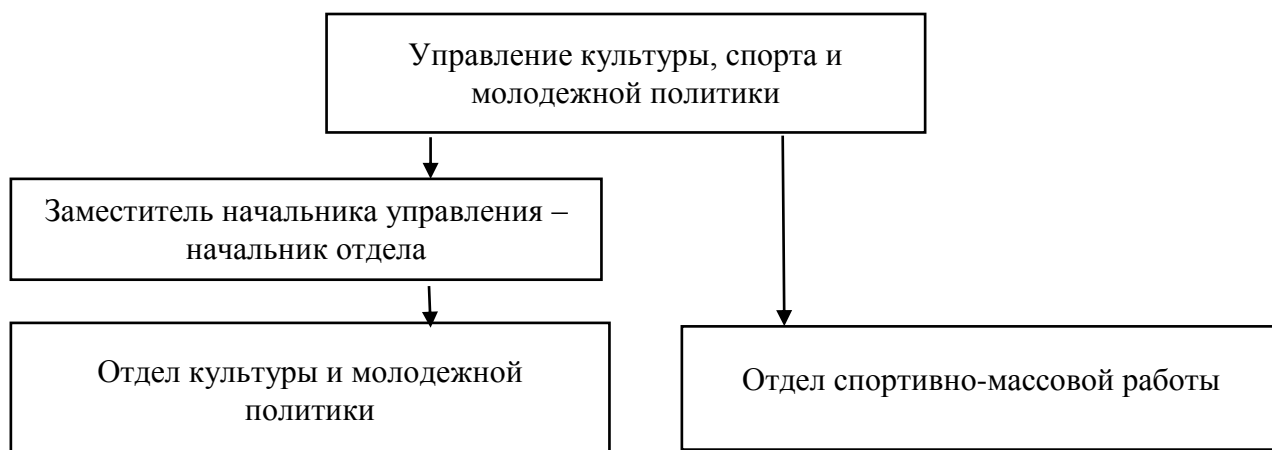 Управление культуры, спорта и
молодежной политики
Заместитель начальника управления –
начальник отдела
Отдел культуры и молодежной
политики
Отдел спортивно-массовой работы